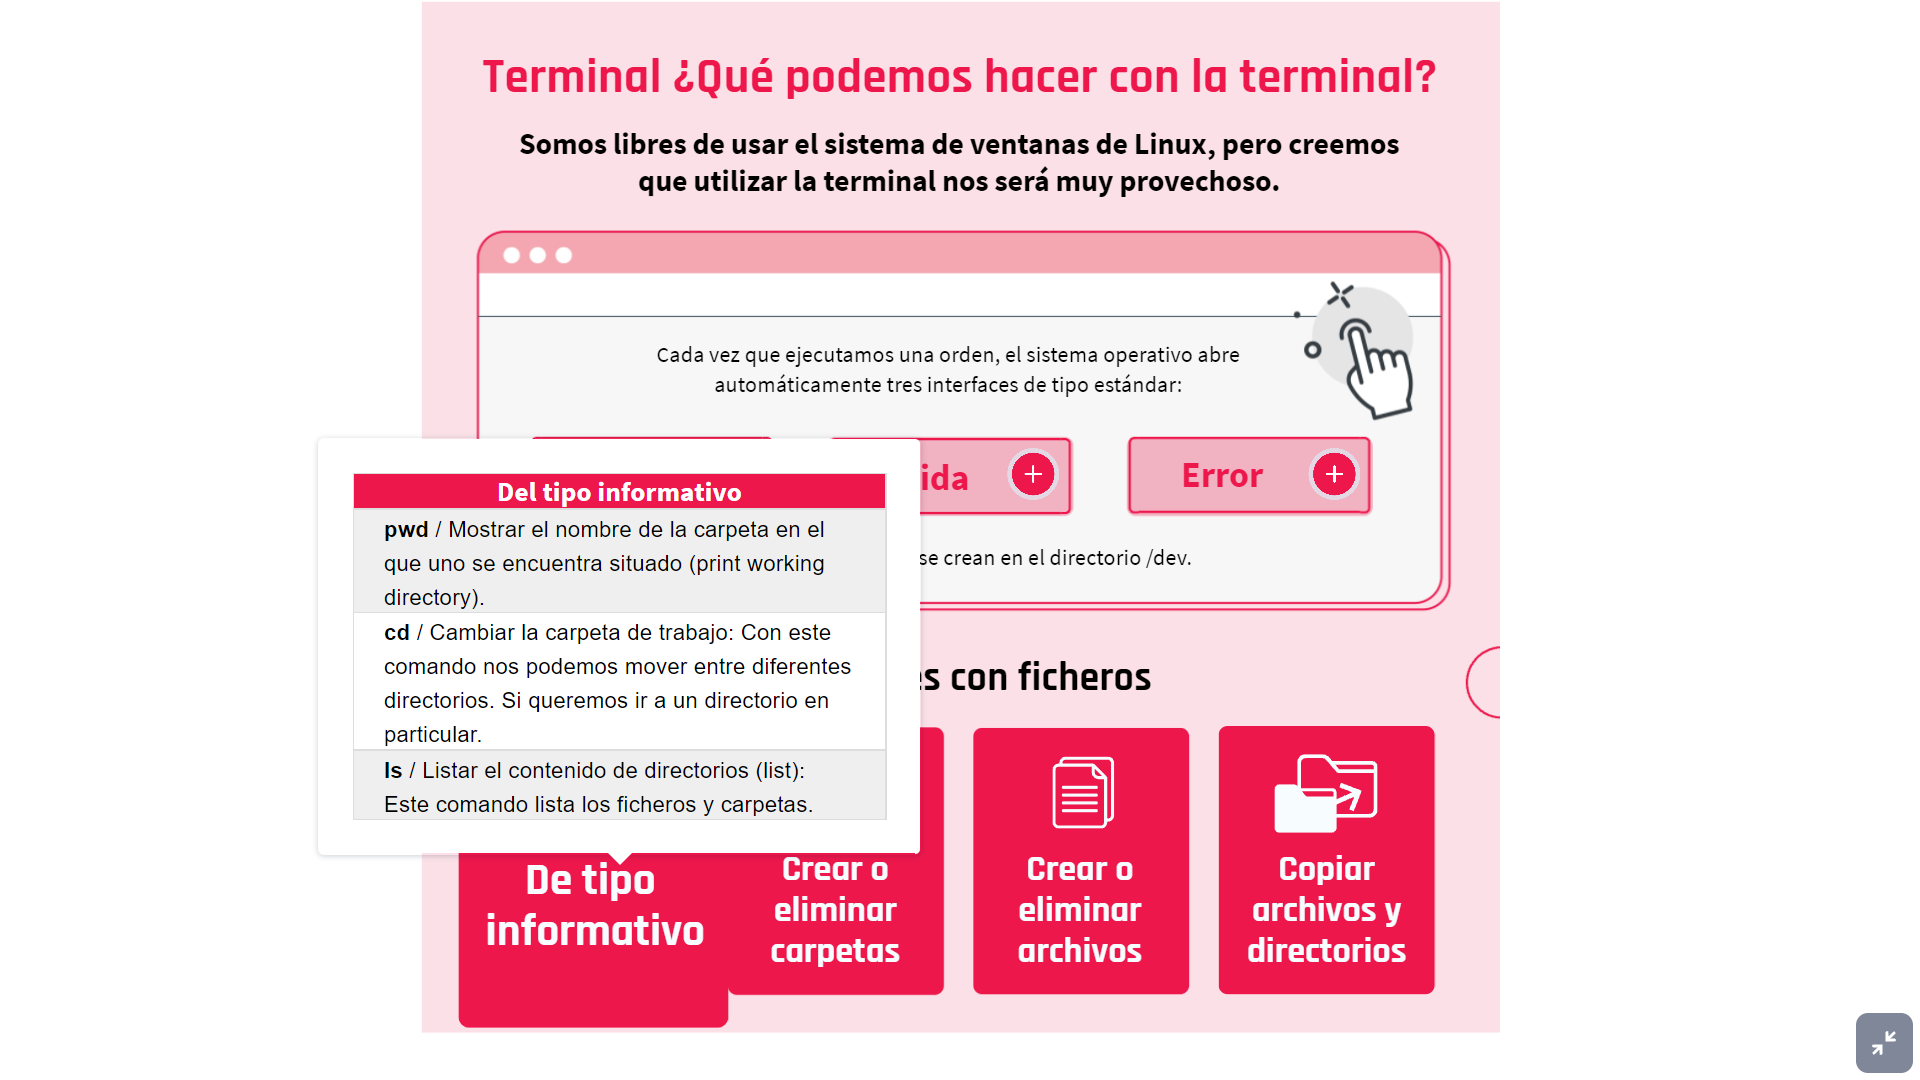 Terminal ¿Qué podemos hacer con la terminal?
Somos libres de usar el sistema de ventanas de Linux, pero creemos
que utilizar la terminal nos será muy provechoso.
Cada vez que ejecutamos una orden, el sistema operativo abre
automáticamente tres interfaces de tipo estándar:
ida
Error
se crean en el directorio /dev.
Del tipo informativo
pwd / Mostrar el nombre de la carpeta en el
que uno se encuentra situado (print working
directory).
cd / Cambiar la carpeta de trabajo: Con este
comando nos podemos mover entre diferentes
directorios. Si queremos ir a un directorio en
particular.
ls / Listar el contenido de directorios (list):
Este comando lista los ficheros y carpetas.
s con ficheros
De tipo
informativo
Crear o
eliminar
carpetas
Crear o
eliminar
archivos
Copiar
archivos y
directorios